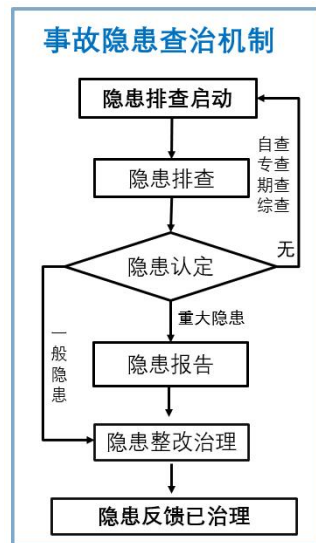 事故隐患查治机制
隐患排查启动
自查
专查
期查
综查
隐患排查
无
隐患认定
重大隐患
一般隐患
隐患报告
隐患整改治理
隐患反馈已治理